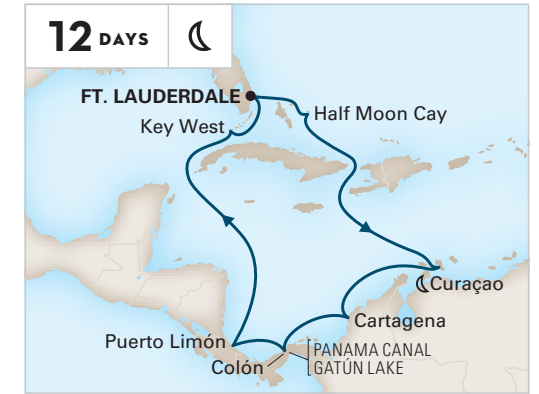 12 DAYS
FT. LAUDERDALE
Key West
Half Moon Cay
Curaçao
Cartagena
Puerto Limón
Colón
PANAMA CANAL
GATÚN LAKE